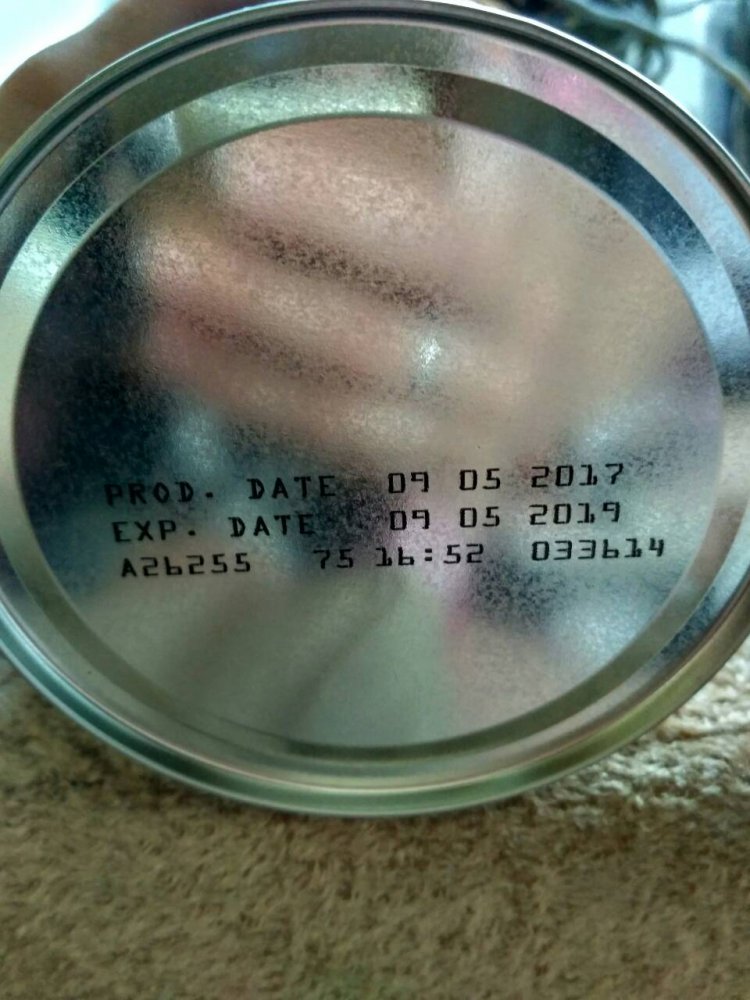 PROD. DATE 09 05 2017
EXP. DATE 09 05 2019
A26255 75 16:52 033614